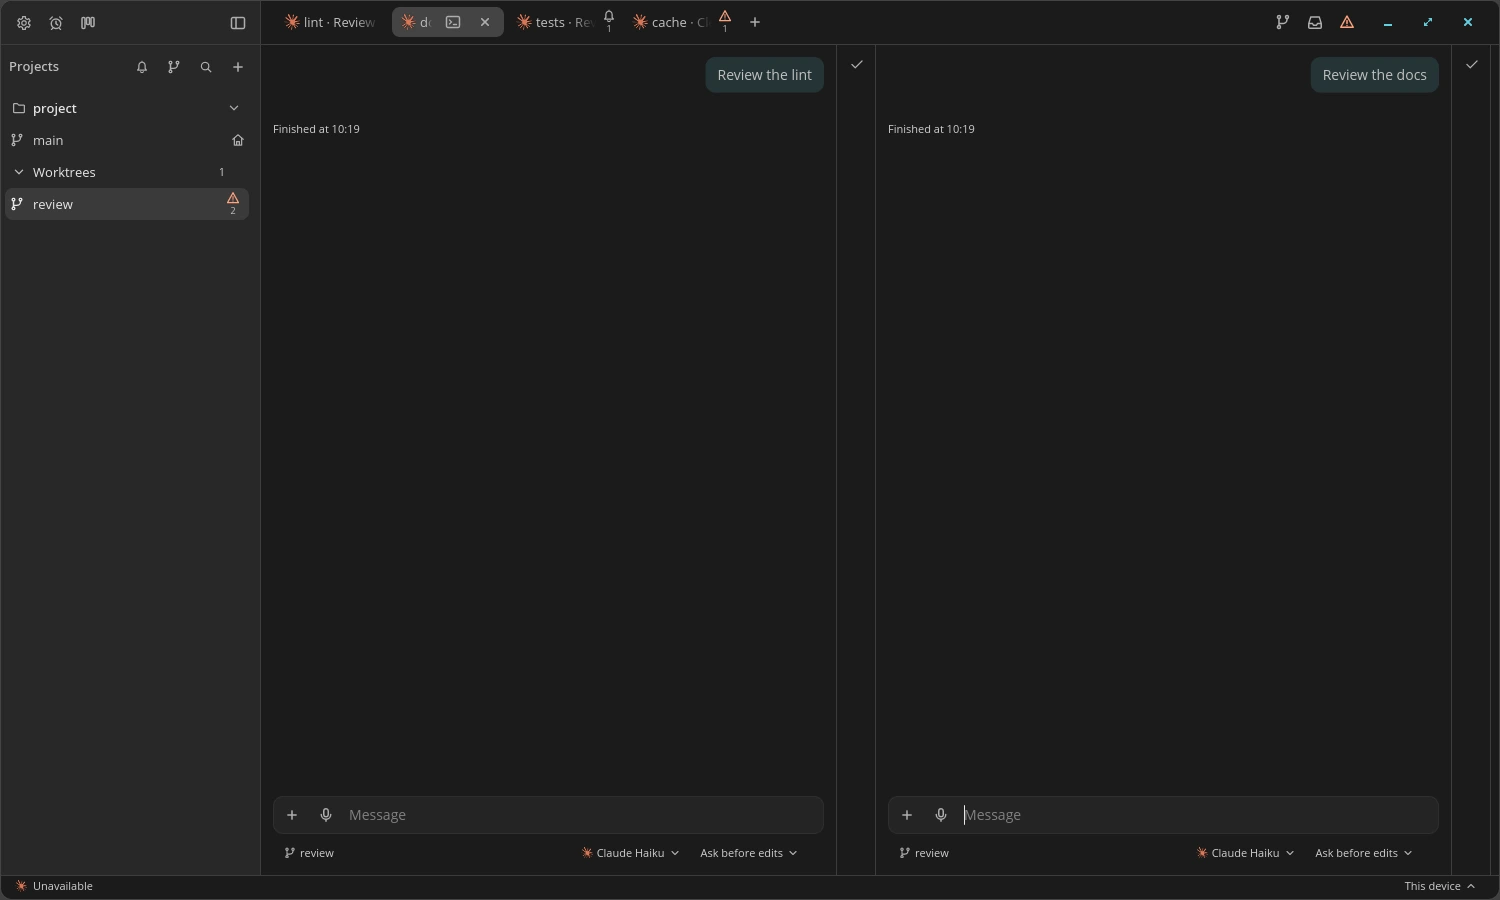 lint · Review
tests · Rev
1
cache · Cl
1
Projects
project
main
Worktrees
1
review
2
Review the lint
Finished at 10:19
Message
review
Claude Haiku
Ask before edits
Review the docs
Finished at 10:19
Message
review
Claude Haiku
Ask before edits
Unavailable
This device